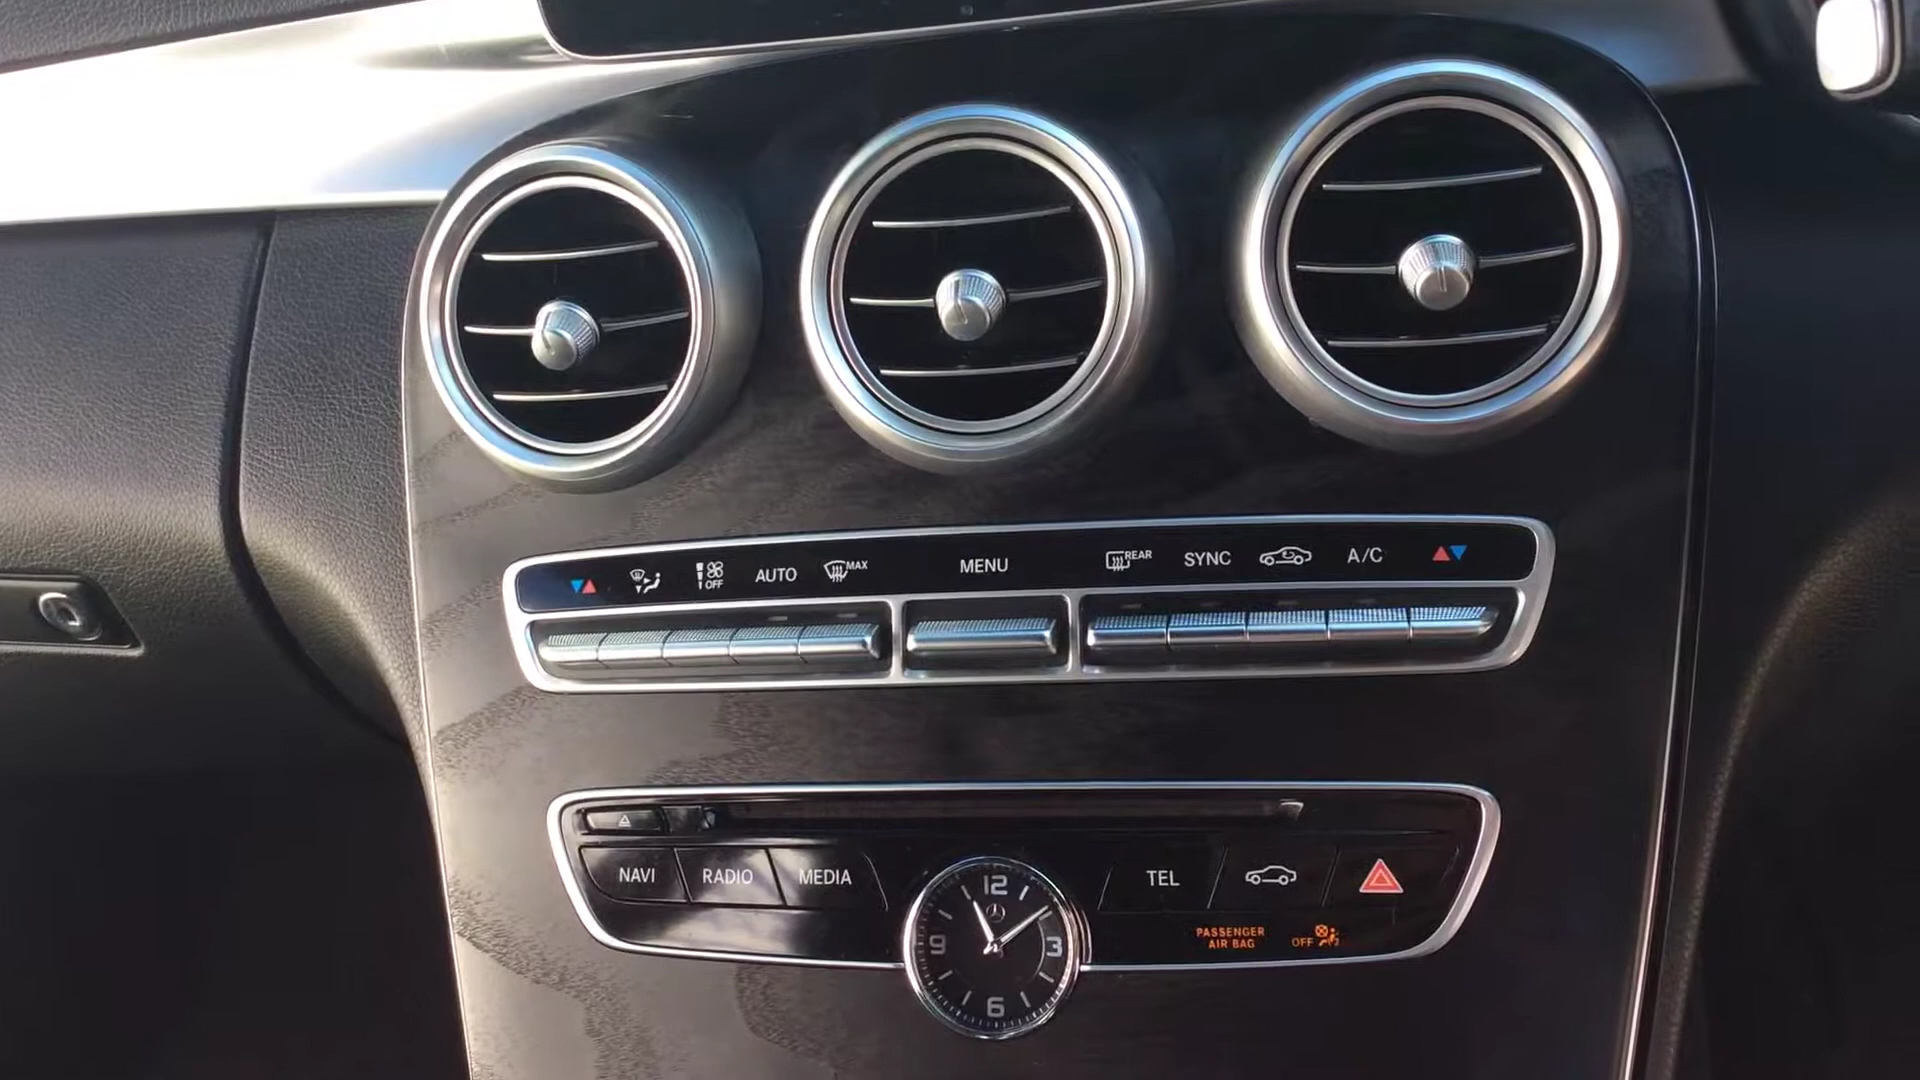 OFF
AUTO
MAX
MENU
REAR
SYNC
A/C
NAVI
RADIO
MEDIA
TEL
12
9
3
6
PASSENGER
AIR BAG
OFF